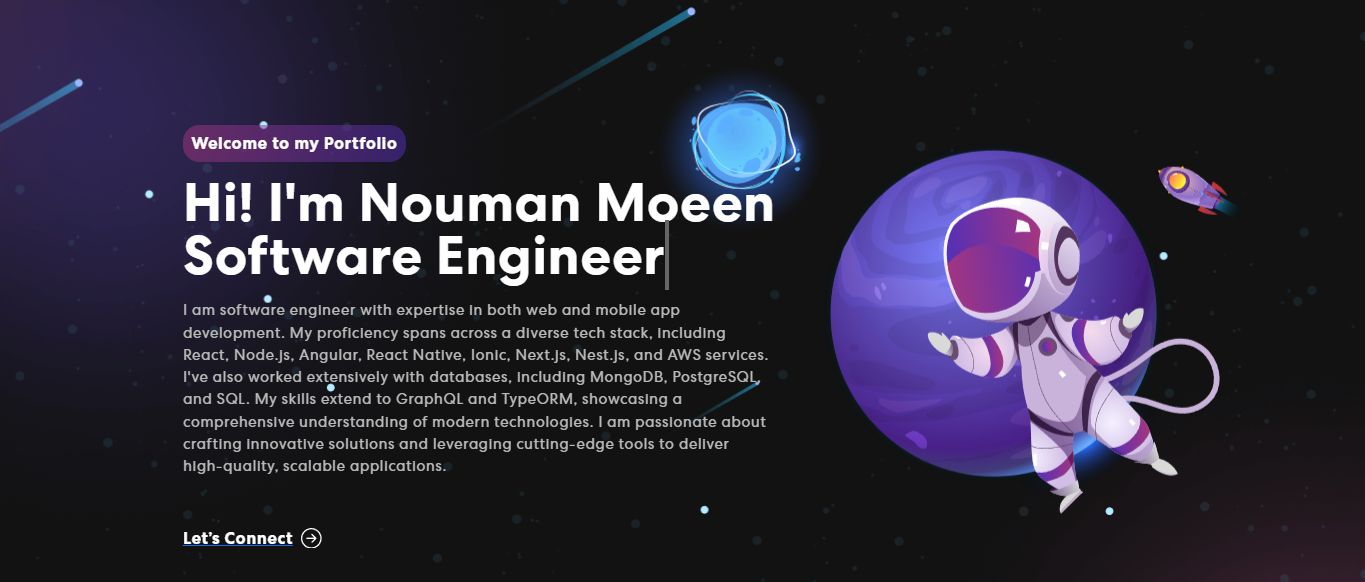 Welcome to my Portfolio
Hi! I'm Nouman Moeen
Software Engineer
I am software engineer with expertise in both web and mobile app
development. My proficiency spans across a diverse tech stack, including
React, Node.js, Angular, React Native, Ionic, Next.js, Nest.js, and AWS services.
I've also worked extensively with databases, including MongoDB, PostgreSQL,
and SQL. My skills extend to GraphQL and TypeORM, showcasing a
comprehensive understanding of modern technologies. I am passionate about
crafting innovative solutions and leveraging cutting-edge tools to deliver
high-quality, scalable applications.
Let's Connect